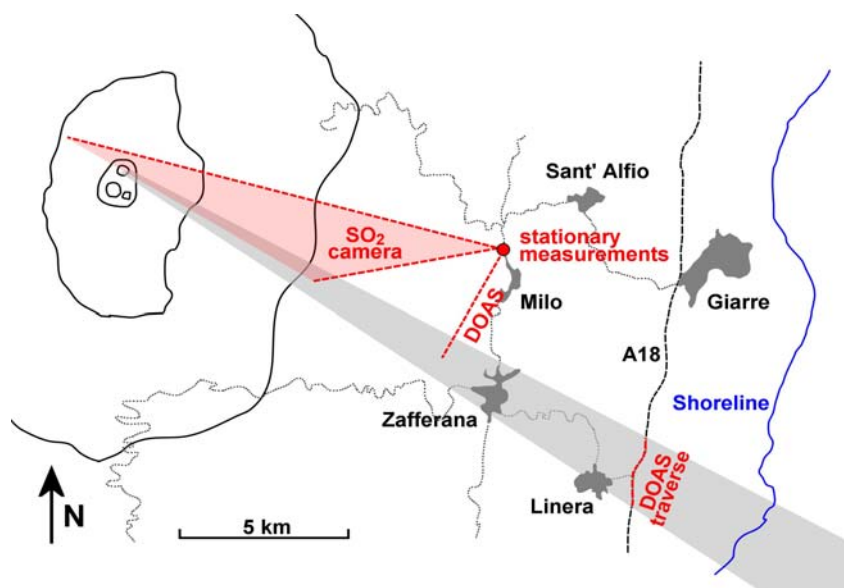 Sant' Alfio
SO2
camera
stationary
measurements
DOAS
Milo
Giarre
A18
Zafferana
Shoreline
DOAS
traverse
Linera
N
5 km